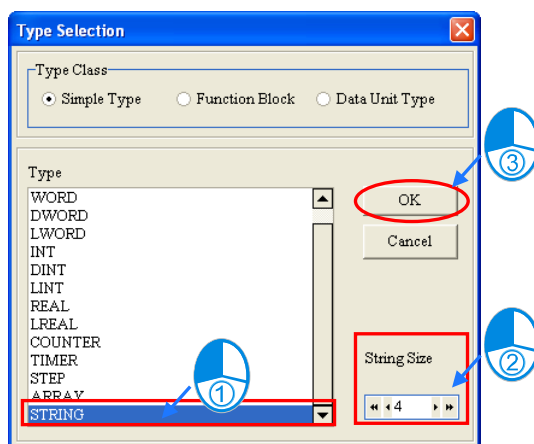 Type Selection
Type Class
Simple Type
Function Block
Data Unit Type
Type
WORD
DWORD
LWORD
INT
DINT
LINT
REAL
LREAL
COUNTER
TIMER
STEP
ARRAY
STRING
OK
Cancel
String Size
4
①
②
③